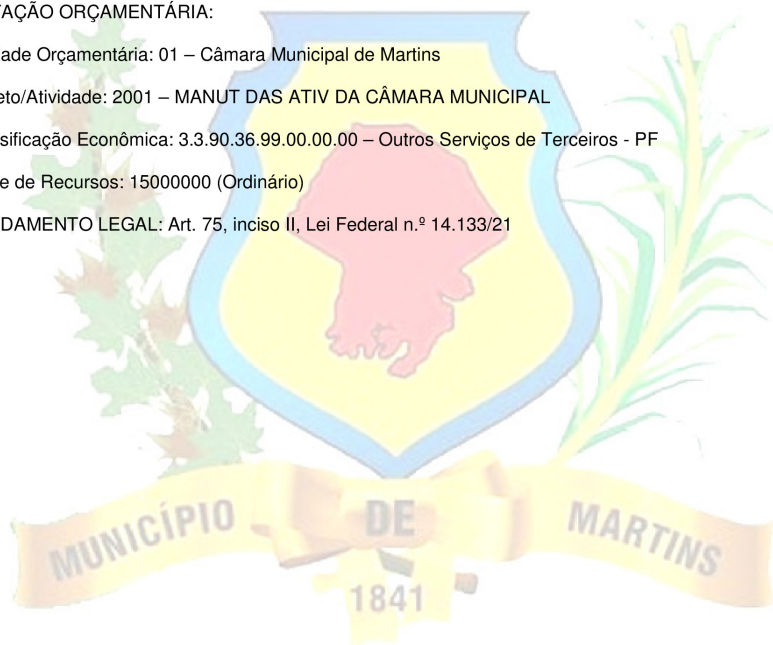 TAÇÃO ORÇAMENTÁRIA:
ade Orçamentária: 01 – Câmara Municipal de Martins
eto/Atividade: 2001 – MANUT DAS ATIV DA CÂMARA MUNICIPAL
sificação Econômica: 3.3.90.36.99.00.00.00 – Outros Serviços de Terceiros - PF
e de Recursos: 15000000 (Ordinário)
DAMENTO LEGAL: Art. 75, inciso II, Lei Federal n.º 14.133/21
MUNICÍPIO DE MARTINS
1841